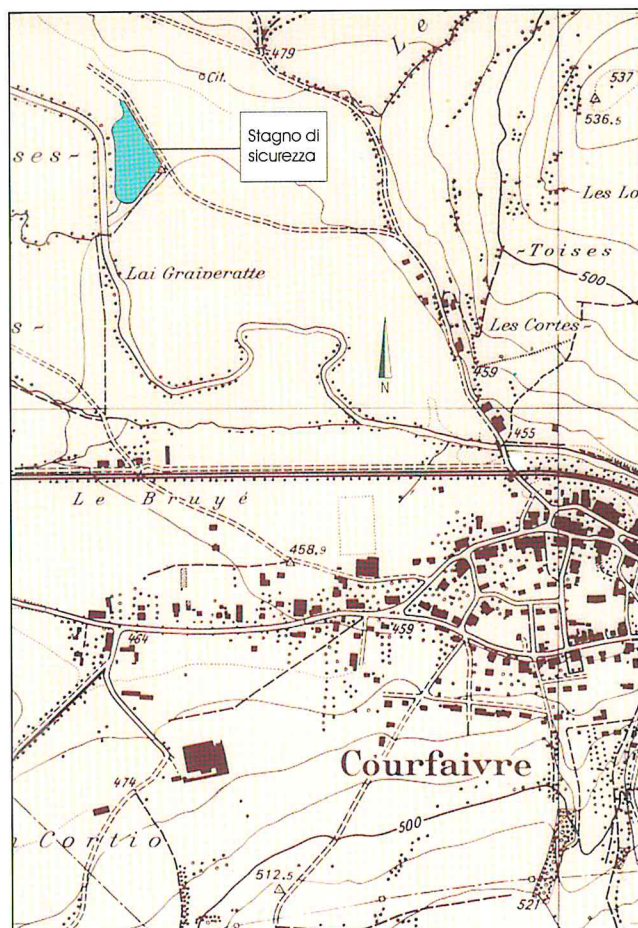 Le
479
Cit.
537
536.5
Stagno di
sicurezza
ses-
Les Lo
-Toises
Lai Graiveratte
500
s-
Les Cortes-
459
N
455
Le Bruyé
458.9
459
464
Courfaivre
474
500
n Cortio
512.5
521